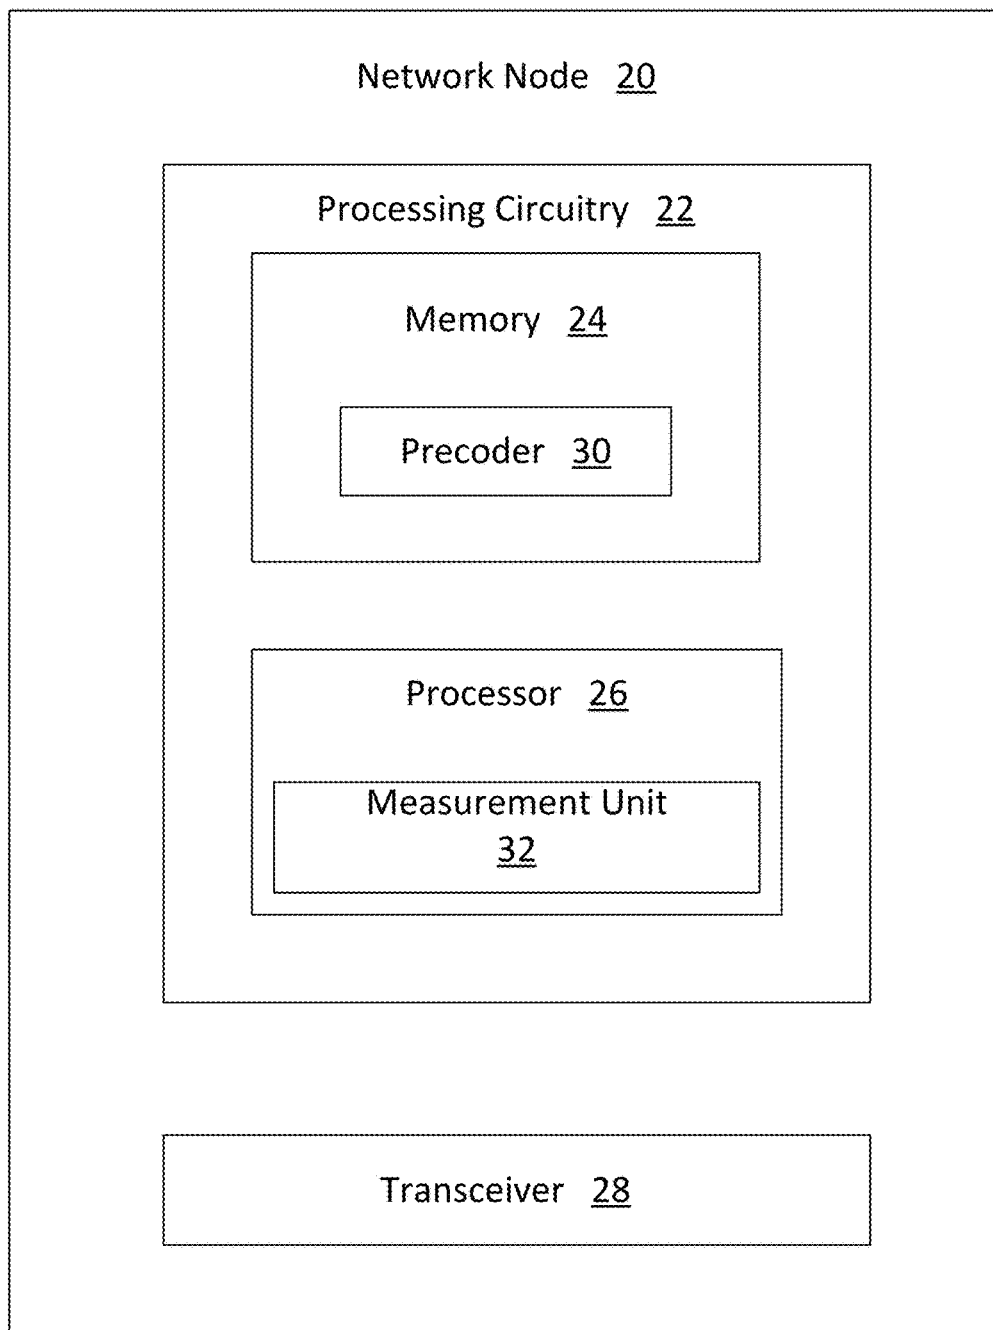 Network Node 20
Processing Circuitry 22
Memory 24
Precoder 30
Processor 26
Measurement Unit
32
Transceiver 28